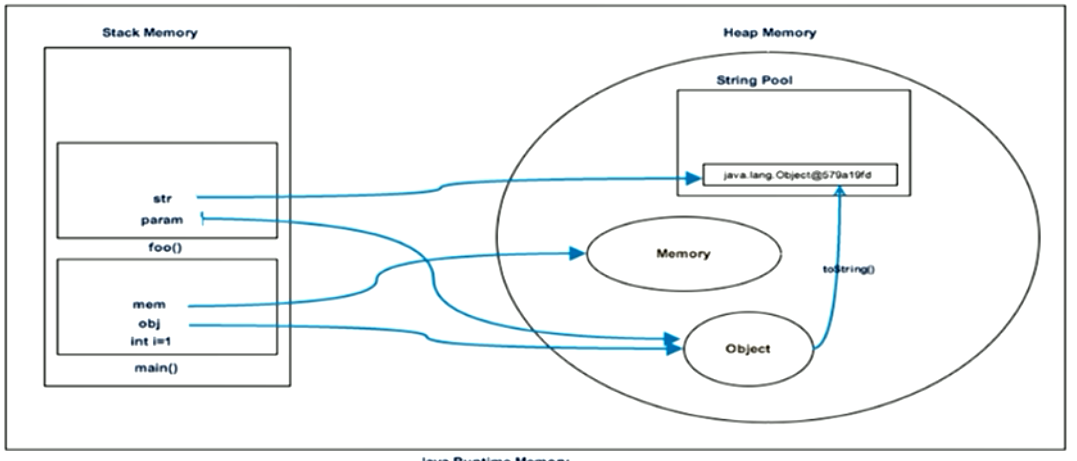 Stack Memory
Heap Memory
String Pool
java.lang.Object@579a19fd
str
param
foo()
Memory
toString()
mem
obj
int i=1
main()
Object
Java Runtime Memory